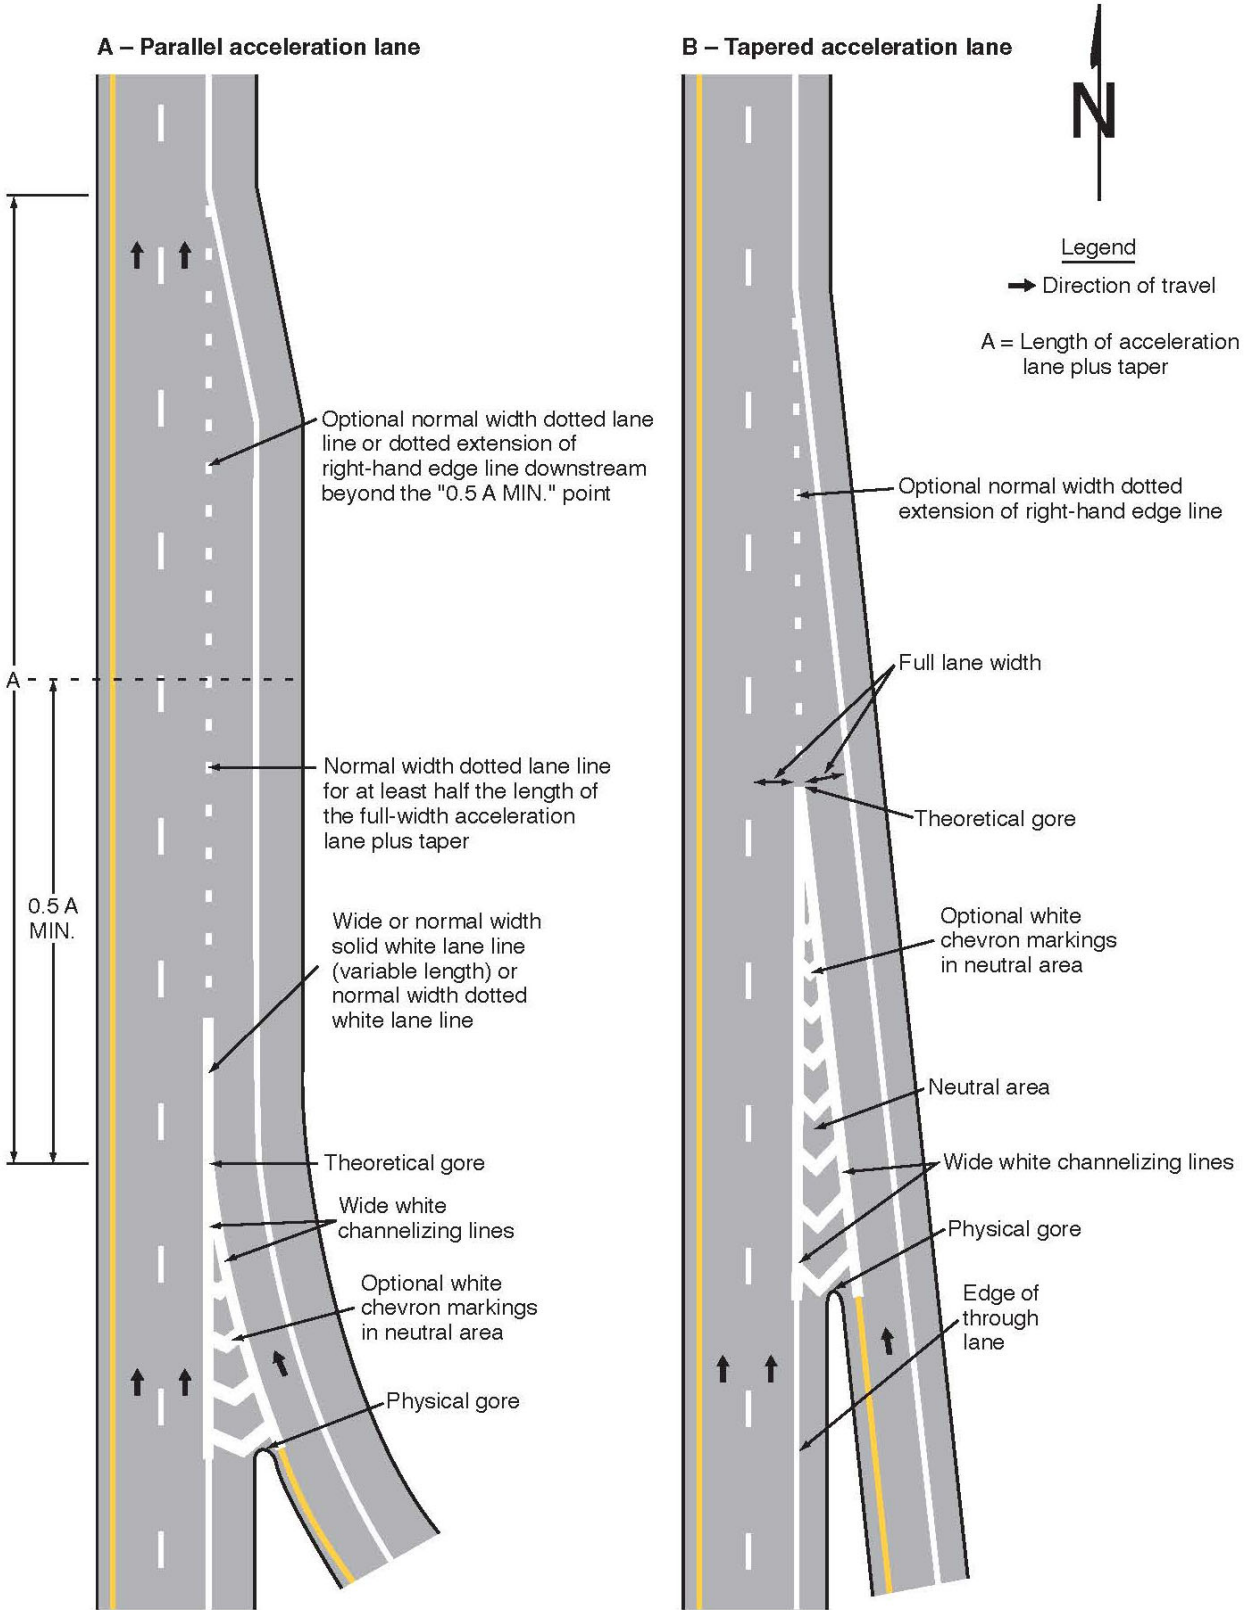 A – Parallel acceleration lane
Optional normal width dotted lane
line or dotted extension of
right-hand edge line downstream
beyond the "0.5 A MIN." point
A
Normal width dotted lane line
for at least half the length of
the full-width acceleration
lane plus taper
0.5 A
MIN.
Wide or normal width
solid white lane line
(variable length) or
normal width dotted
white lane line
Theoretical gore
Wide white
channelizing lines
Optional white
chevron markings
in neutral area
Physical gore
B – Tapered acceleration lane
N
Legend
Direction of travel
A = Length of acceleration
lane plus taper
Optional normal width dotted
extension of right-hand edge line
Full lane width
Theoretical gore
Optional white
chevron markings
in neutral area
Neutral area
Wide white channelizing lines
Physical gore
Edge of
through
lane